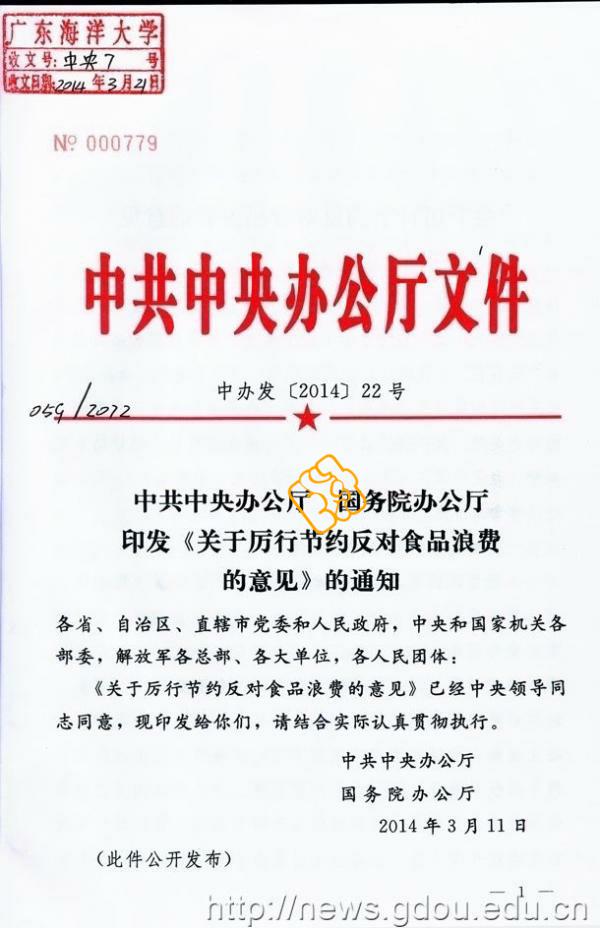 广东海洋大学
收文号:中央7 号
收文日期:2014年3月21日
№ 000779
中共中央办公厅文件
中办发〔2014〕22号
059/2022
中共中央办公厅 国务院办公厅
印发《关于厉行节约反对食品浪费
的意见》的通知
各省、自治区、直辖市党委和人民政府，中央和国家机关各
部委，解放军各总部、各大单位，各人民团体：
《关于厉行节约反对食品浪费的意见》已经中央领导同
志同意，现印发给你们，请结合实际认真贯彻执行。
中共中央办公厅
国务院办公厅
2014年3月11日
（此件公开发布）
— 1 —
http://news.gdou.edu.cn